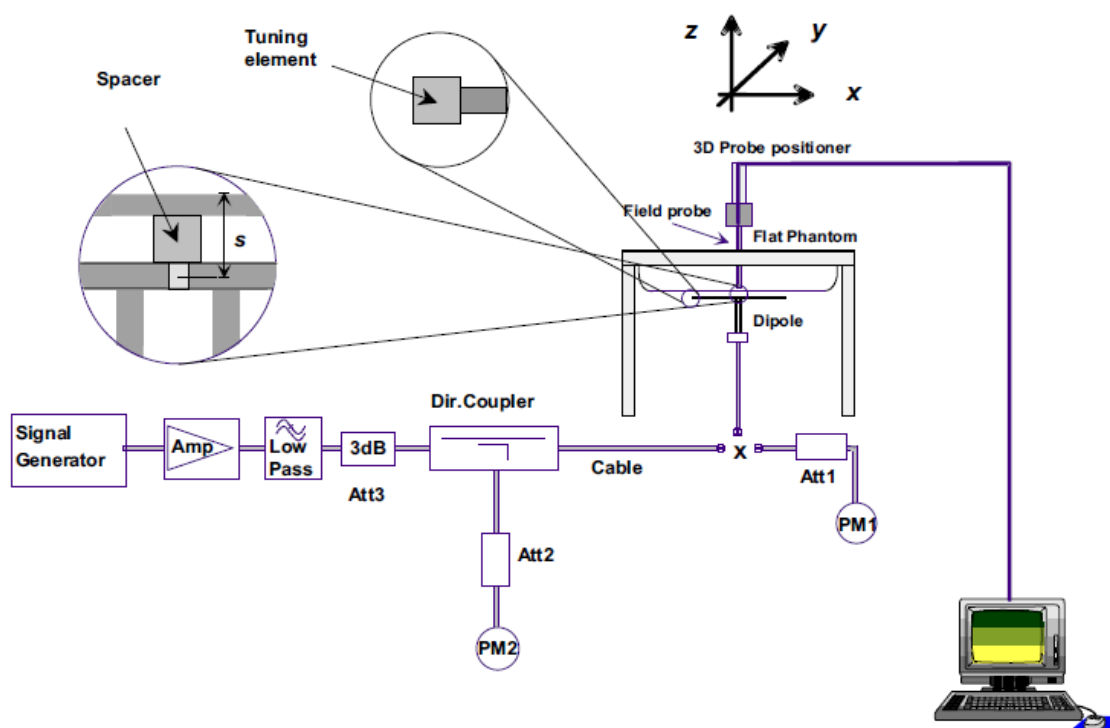 Tuning
element
Spacer
s
z
y
x
3D Probe positioner
Field probe
Flat Phantom
Dipole
Dir.Coupler
Signal
Generator
Amp
Low
Pass
3dB
Att3
Cable
x
Att1
PM1
Att2
PM2